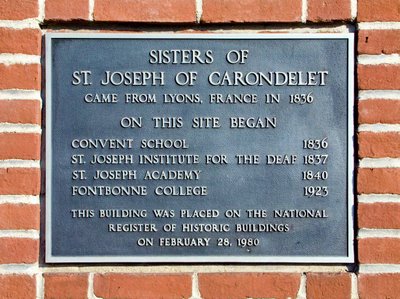 SISTERS OF
ST. JOSEPH OF CARONDELET
CAME FROM LYONS, FRANCE IN 1836
ON THIS SITE BEGAN
CONVENT SCHOOL 1836
ST. JOSEPH INSTITUTE FOR THE DEAF 1837
ST. JOSEPH ACADEMY 1840
FONTBONNE COLLEGE 1923
THIS BUILDING WAS PLACED ON THE NATIONAL
REGISTER OF HISTORIC BUILDINGS
ON FEBRUARY 28, 1980